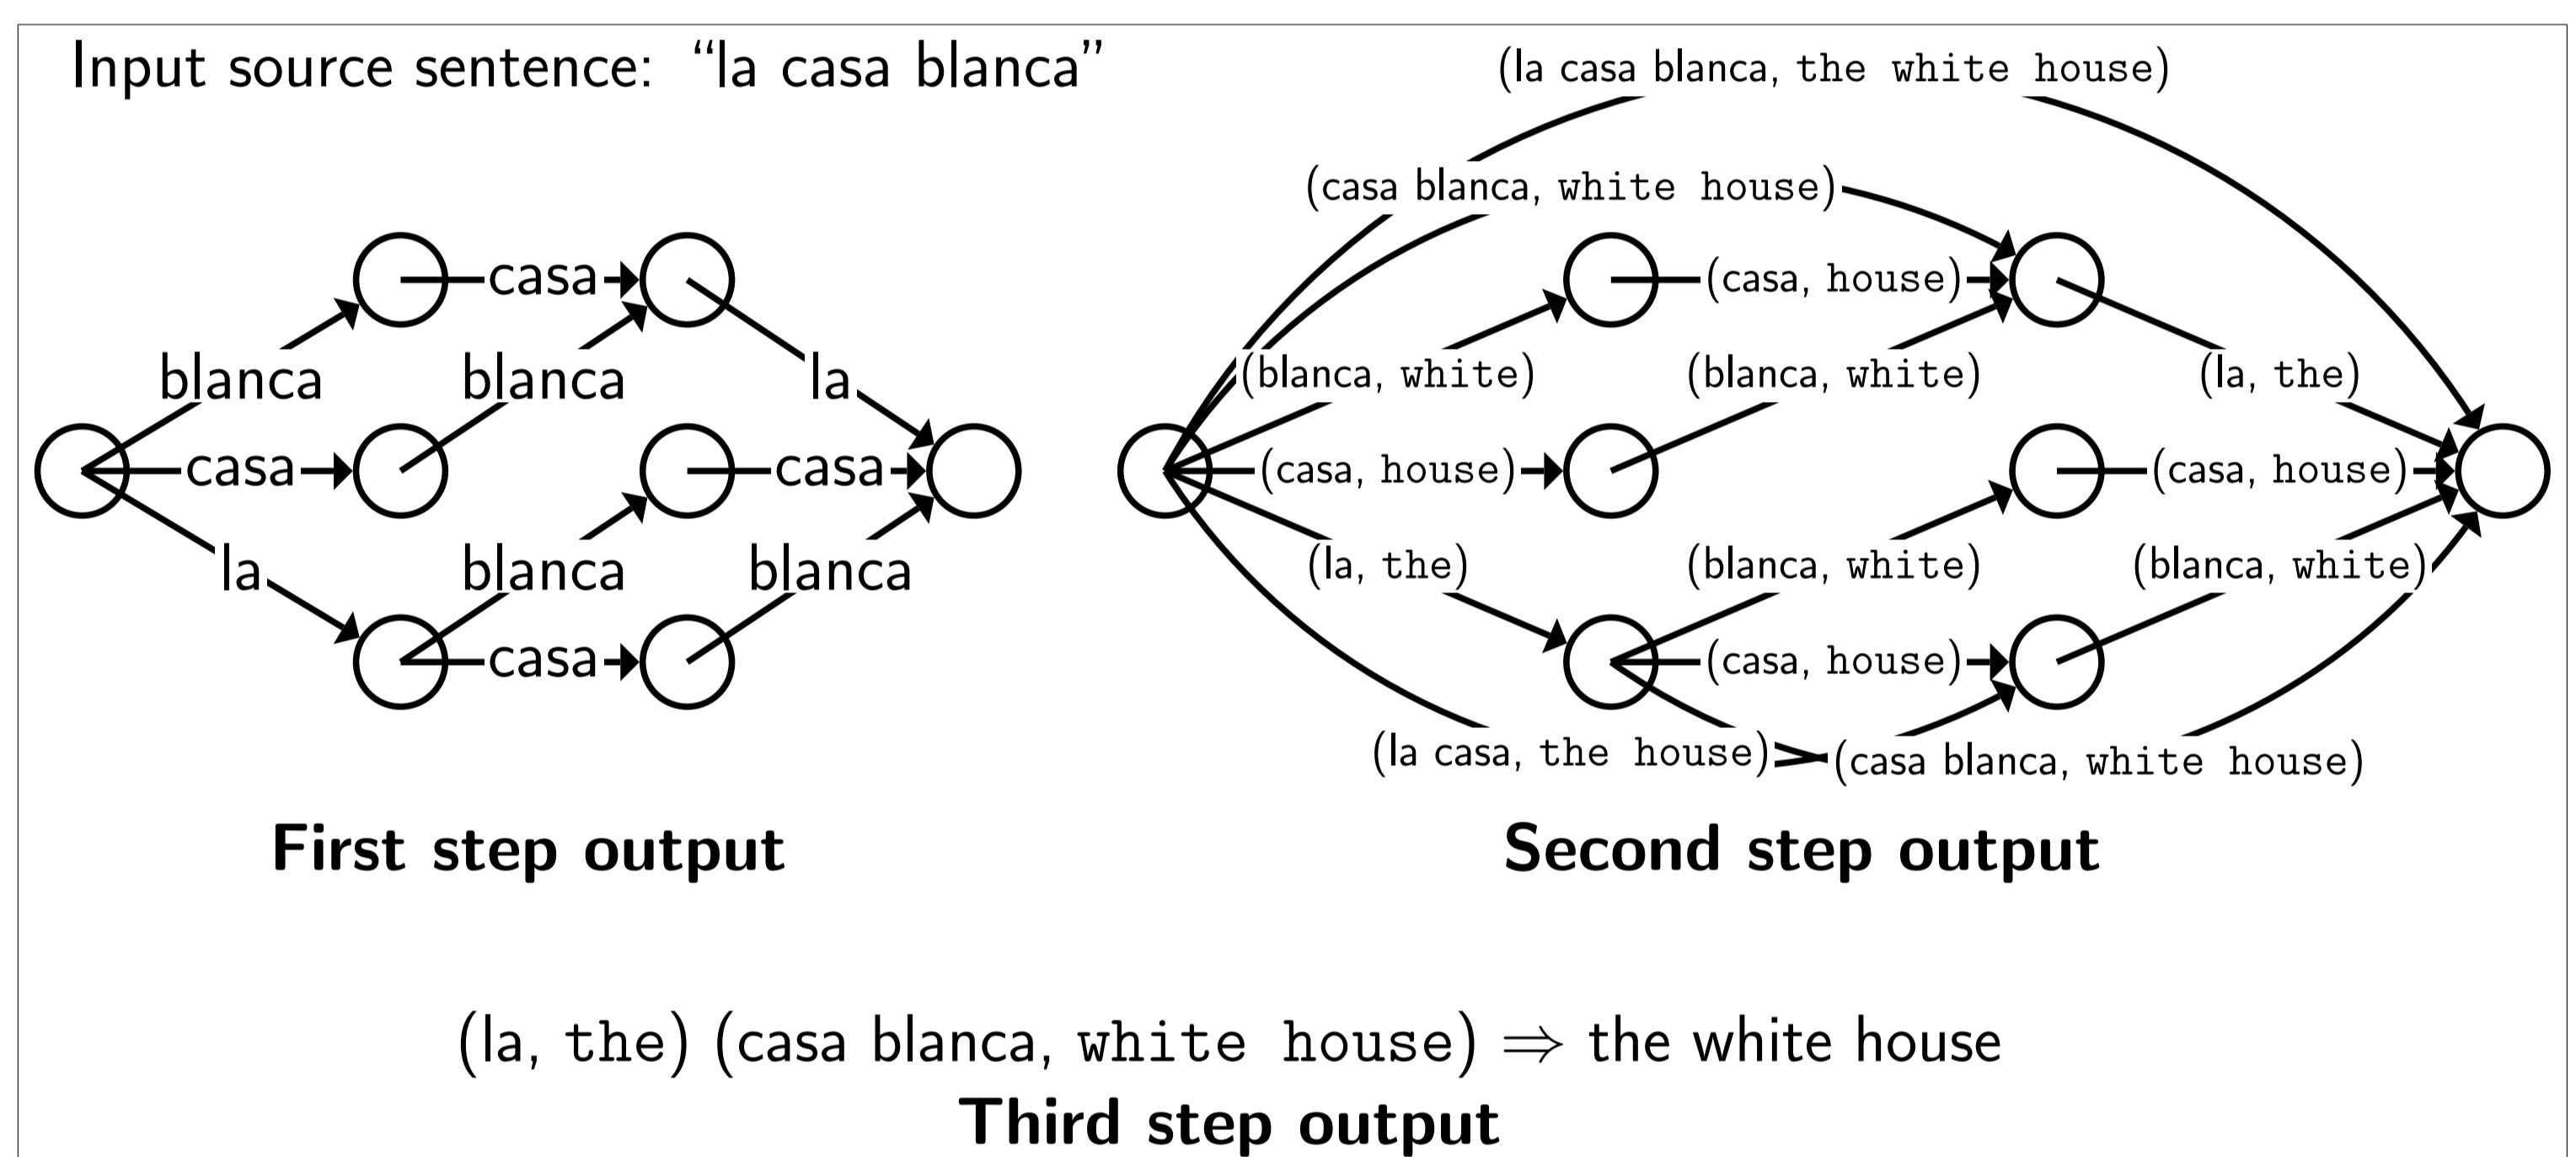 Input source sentence: “la casa blanca”
casa
blanca
blanca
la
casa
casa
la
blanca
blanca
casa
First step output
(la casa blanca, the white house)
(casa blanca, white house)
(casa, house)
(blanca, white)
(blanca, white)
(la, the)
(casa, house)
(casa, house)
(la, the)
(blanca, white)
(blanca, white)
(casa, house)
(la casa, the house)
(casa blanca, white house)
Second step output
(la, the) (casa blanca, white house) ⇒ the white house
Third step output